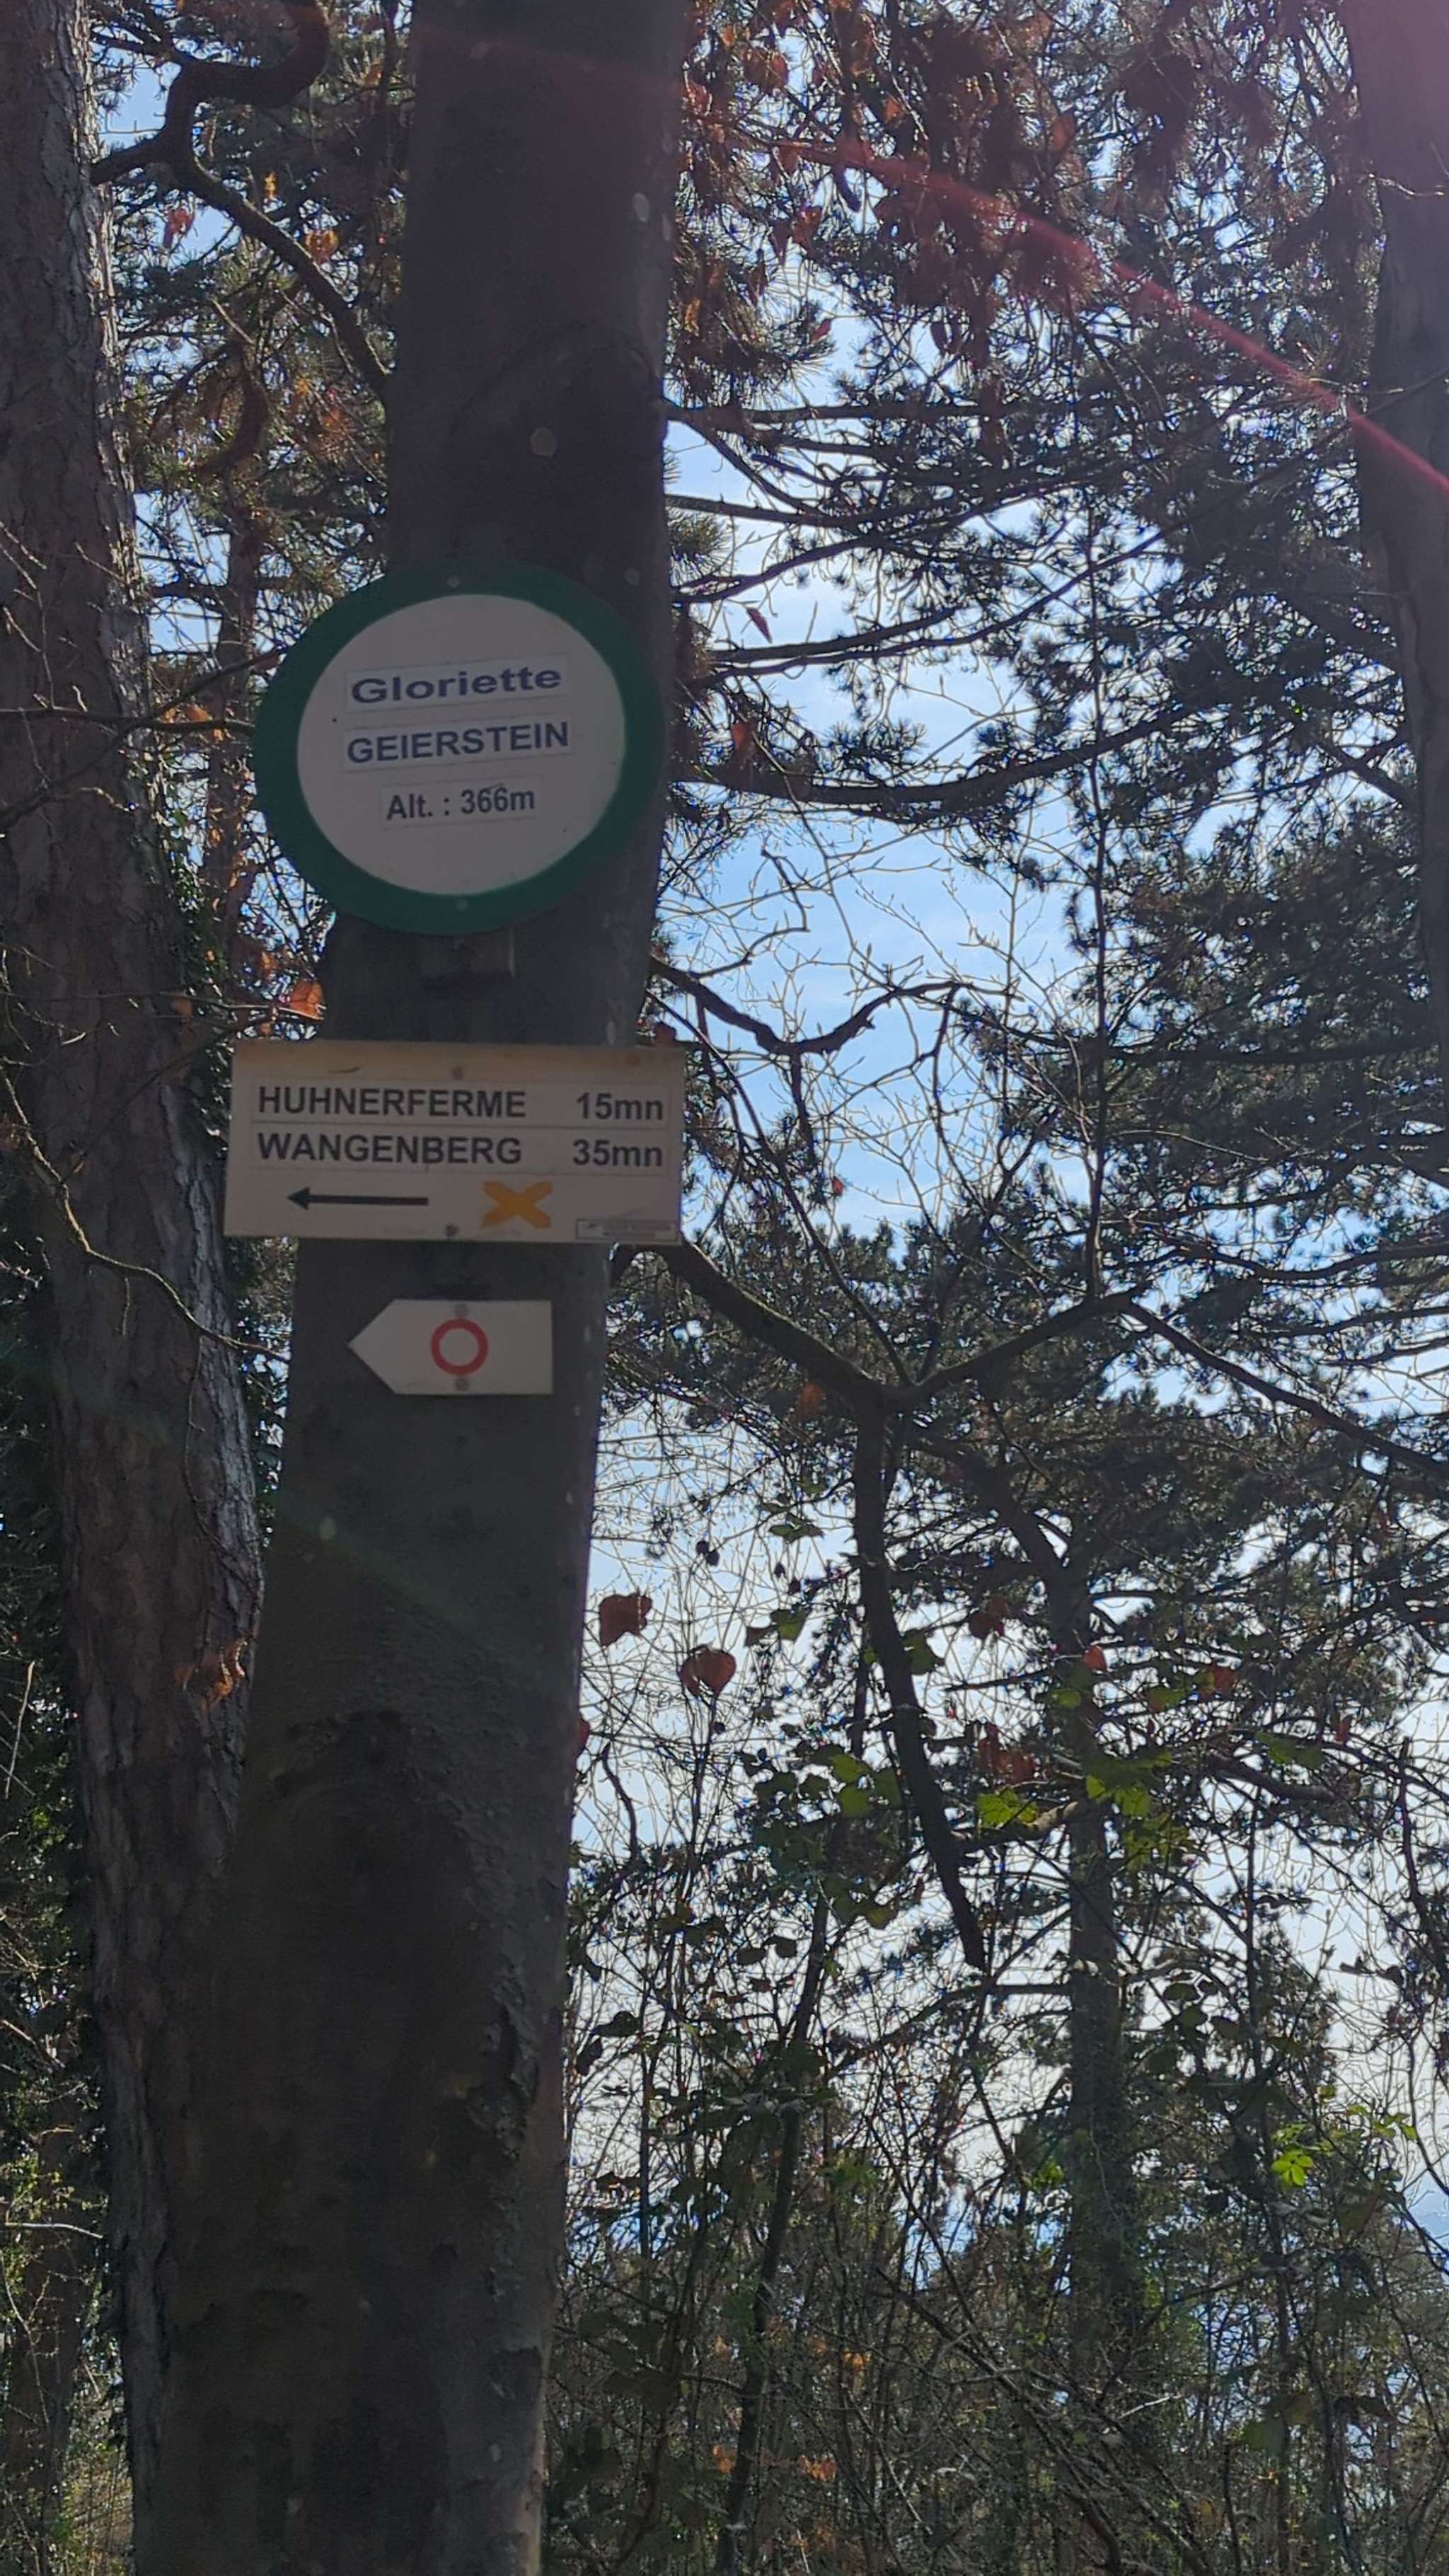 Gloriette
GEIERSTEIN
Alt. : 366m
HUHNERFERME 15mn
WANGENBERG 35mn